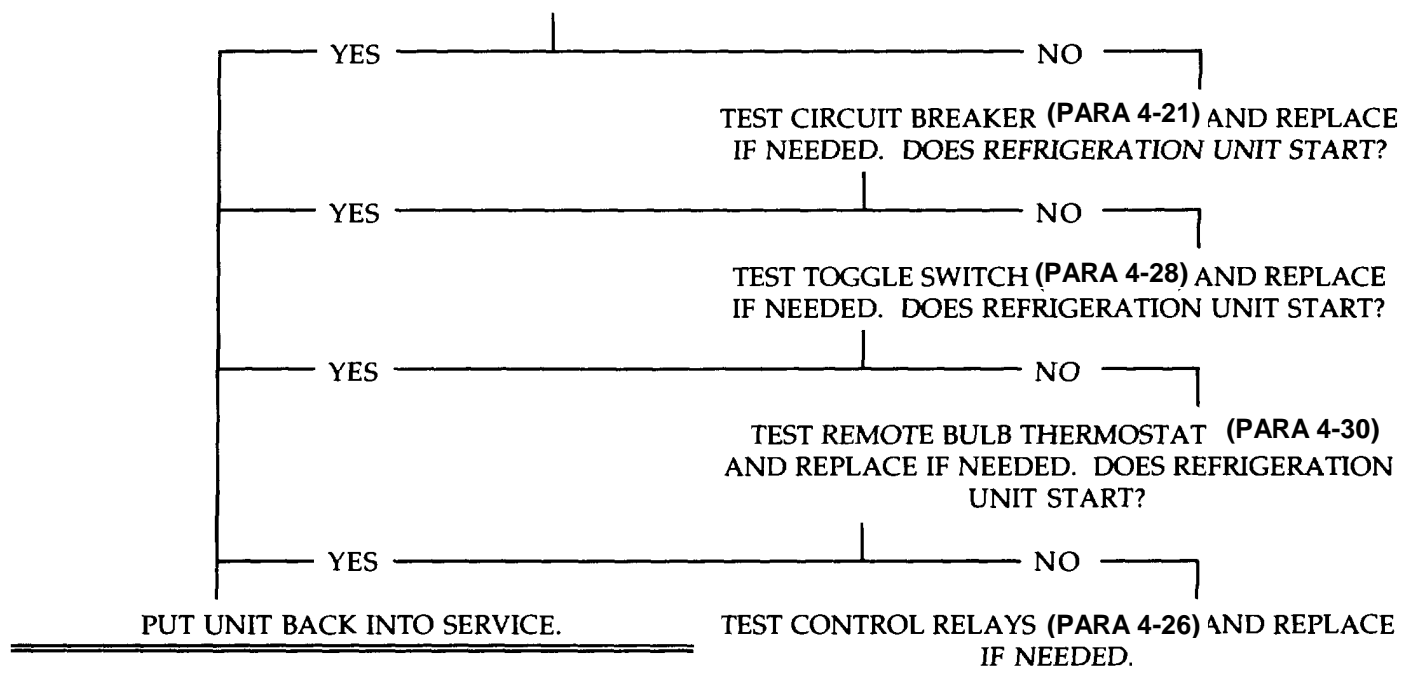 YES NO
TEST CIRCUIT BREAKER (PARA 4-21) AND REPLACE
IF NEEDED. DOES REFRIGERATION UNIT START?
YES NO
TEST TOGGLE SWITCH (PARA 4-28) AND REPLACE
IF NEEDED. DOES REFRIGERATION UNIT START?
YES NO
TEST REMOTE BULB THERMOSTAT (PARA 4-30)
AND REPLACE IF NEEDED. DOES REFRIGERATION
UNIT START?
YES NO
PUT UNIT BACK INTO SERVICE.
TEST CONTROL RELAYS (PARA 4-26) AND REPLACE
IF NEEDED.